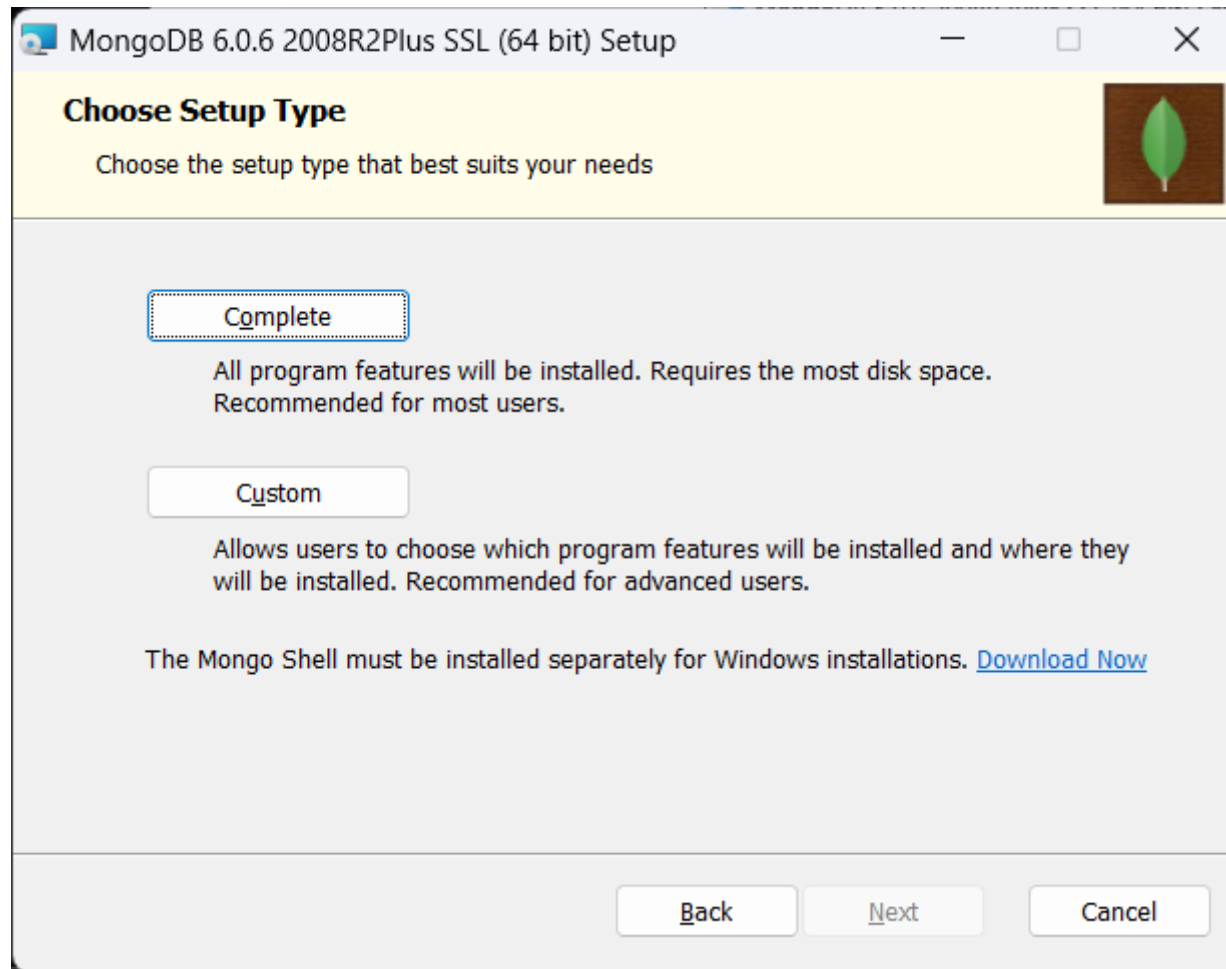 MongoDB 6.0.6 2008R2Plus SSL (64 bit) Setup
Choose Setup Type
Choose the setup type that best suits your needs
Complete
All program features will be installed. Requires the most disk space.
Recommended for most users.
Custom
Allows users to choose which program features will be installed and where they
will be installed. Recommended for advanced users.
The Mongo Shell must be installed separately for Windows installations. Download Now
Back Next Cancel